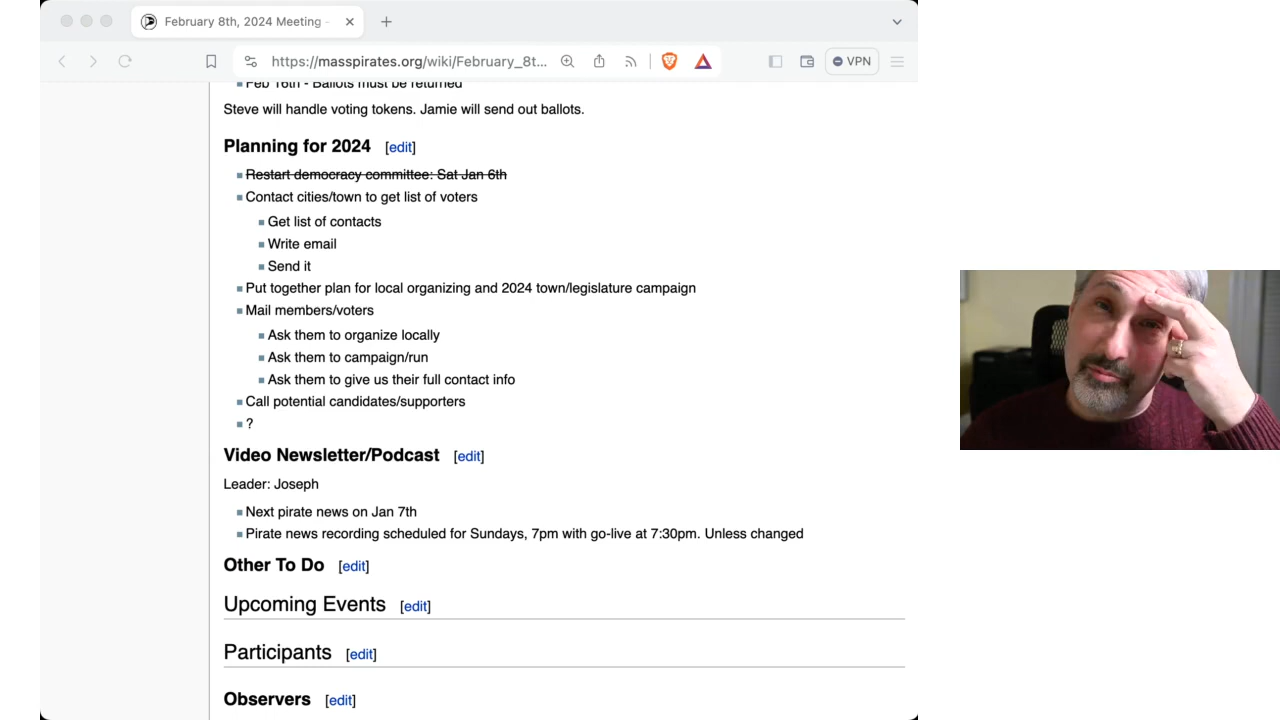 February 8th, 2024 Meeting -
https://masspirates.org/wiki/February_8t...
VPN
Feb 16th - Ballots must be returned
Steve will handle voting tokens. Jamie will send out ballots.
Planning for 2024 [edit]
Restart democracy committee: Sat Jan 6th
Contact cities/town to get list of voters
Get list of contacts
Write email
Send it
Put together plan for local organizing and 2024 town/legislature campaign
Mail members/voters
Ask them to organize locally
Ask them to campaign/run
Ask them to give us their full contact info
Call potential candidates/supporters
?
Video Newsletter/Podcast [edit]
Leader: Joseph
Next pirate news on Jan 7th
Pirate news recording scheduled for Sundays, 7pm with go-live at 7:30pm. Unless changed
Other To Do [edit]
Upcoming Events [edit]
Participants [edit]
Observers [edit]